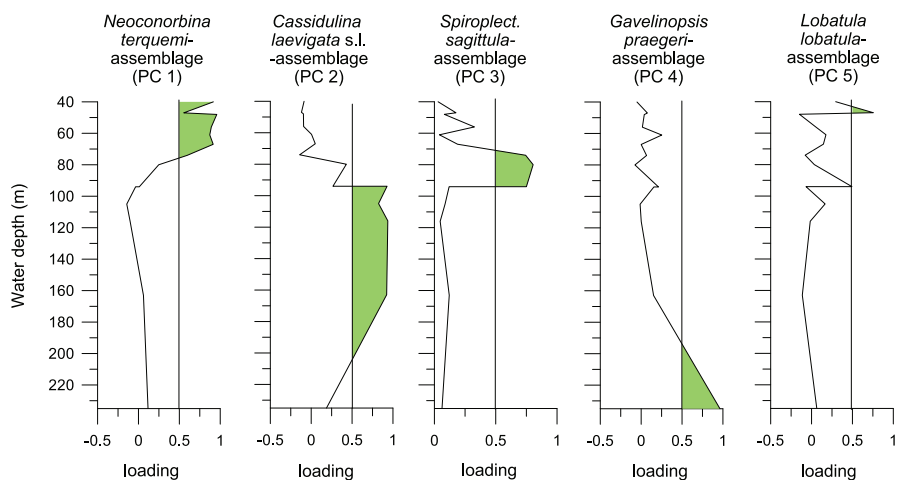 Neoconorbina
terquemi-
assemblage
(PC 1)
Cassidulina
laevigata s.l.
-assemblage
(PC 2)
Spiroplect.
sagittula-
assemblage
(PC 3)
Gavelinopsis
praegeri-
assemblage
(PC 4)
Lobatula
lobatula-
assemblage
(PC 5)
Water depth (m)
40
60
80
100
120
160
180
200
220
-0.5 0 0.5 1
-0.5 0 0.5 1
0 0.5 1
-0.5 0 0.5 1
-0.5 0 0.5 1
loading
loading
loading
loading
loading